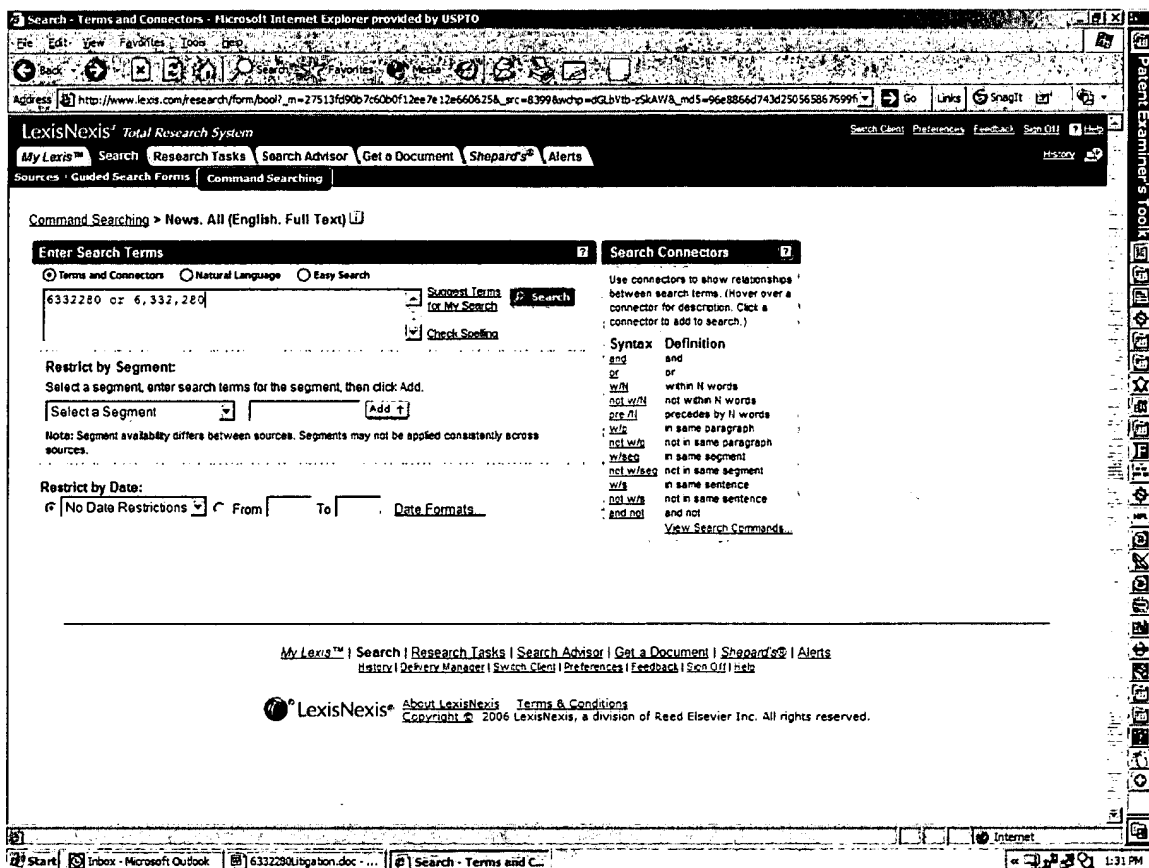 Search - Terms and Connectors - Microsoft Internet Explorer provided by USPTO
File Edit View Favorites Tools Help
Back Search Favorites Media
Address http://www.lexis.com/research/form/bool?_m=27513fd90b7c60b0f12ee7e12e660625&_src=8399&wchp=dGLbVtb-zSkAW&_md5=96e8866d743d250565867699f Go Links SnagIt
Patent Examiner's Toolk
LexisNexis® Total Research System
Switch Client Preferences Feedback Sign Off ? Help
My Lexis™ Search Research Tasks Search Advisor Get a Document Shepard's® Alerts
History
Sources Guided Search Forms Command Searching
Command Searching > News, All (English, Full Text) i
Enter Search Terms ?
Terms and Connectors Natural Language Easy Search
6332280 or 6,332,280
Suggest Terms for My Search
Search
Check Spelling
Restrict by Segment:
Select a segment, enter search terms for the segment, then click Add.
Select a Segment Add ↑
Note: Segment availability differs between sources. Segments may not be applied consistently across
sources.
Restrict by Date:
No Date Restrictions From To Date Formats...
Search Connectors ?
Use connectors to show relationships
between search terms. (Hover over a
connector for description. Click a
connector to add to search.)
Syntax Definition
and and
or or
w/N within N words
not w/N not within N words
pre /N precedes by N words
w/p in same paragraph
not w/p not in same paragraph
w/seg in same segment
not w/seg not in same segment
w/s in same sentence
not w/s not in same sentence
and not and not
View Search Commands...
My Lexis™ | Search | Research Tasks | Search Advisor | Get a Document | Shepard's® | Alerts
History | Delivery Manager | Switch Client | Preferences | Feedback | Sign Off | Help
LexisNexis® About LexisNexis Terms & Conditions
Copyright © 2006 LexisNexis, a division of Reed Elsevier Inc. All rights reserved.
Internet
Start Inbox - Microsoft Outlook 6332280Litigation.doc - ... Search - Terms and C... 1:31 PM